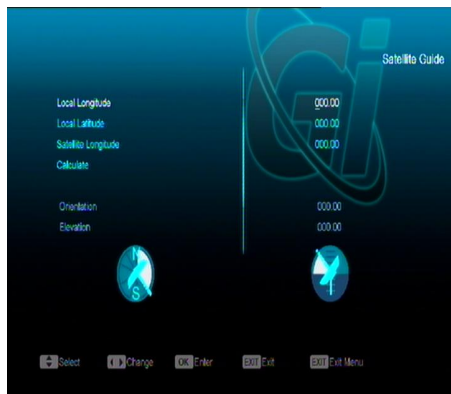 Satellite Guide
Local Longitude 000.00
Local Latitude 000.00
Satellite Longitude 000.00
Calculate
Orientation 000.00
Elevation 000.00
N
S
Select Change OK Enter EXIT Exit EXIT Exit Menu